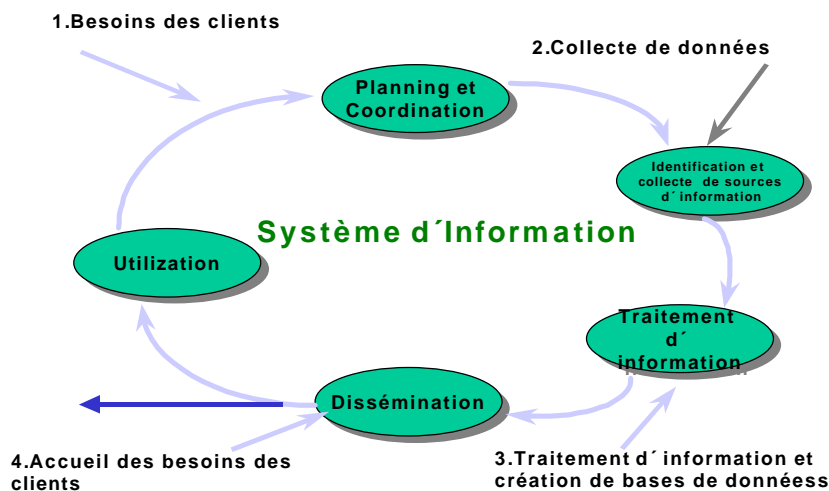 1.Besoins des clients
2.Collecte de données
Planning et
Coordination
Identification et
collecte de sources
d´ information
Système d´Information
Utilization
Traitement
d´
information
Dissémination
4.Accueil des besoins des
clients
3.Traitement d´ information et
création de bases de donnéess